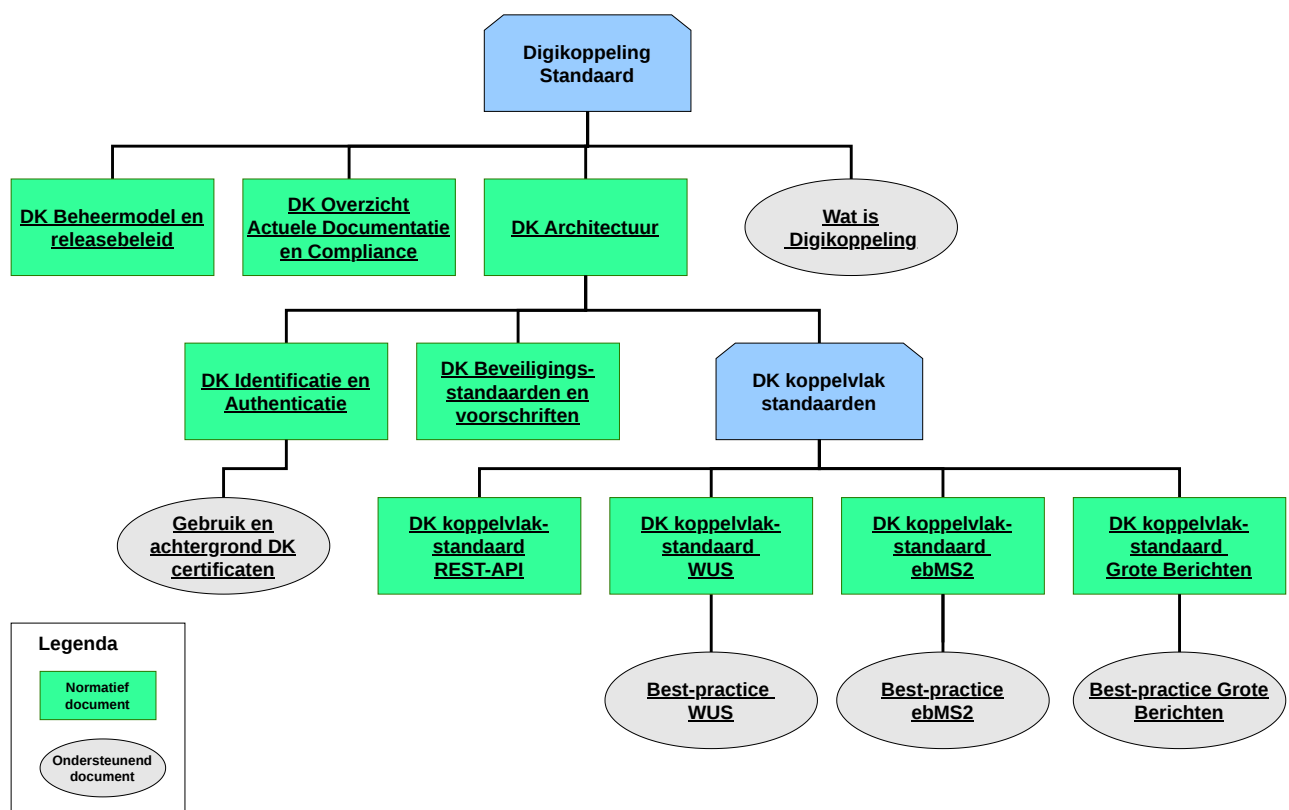 Digikoppeling
Standaard
DK Beheermodel en
releasebeleid
DK Overzicht
Actuele Documentatie
en Compliance
DK Architectuur
Wat is
Digikoppeling
DK Identificatie en
Authenticatie
DK Beveiligings-
standaarden en
voorschriften
DK koppelvlak
standaarden
Gebruik en
achtergrond DK
certificaten
DK koppelvlak-
standaard
REST-API
DK koppelvlak-
standaard
WUS
DK koppelvlak-
standaard
ebMS2
DK koppelvlak-
standaard
Grote Berichten
Best-practice
WUS
Best-practice
ebMS2
Best-practice Grote
Berichten
Legenda
Normatief
document
Ondersteunend
document